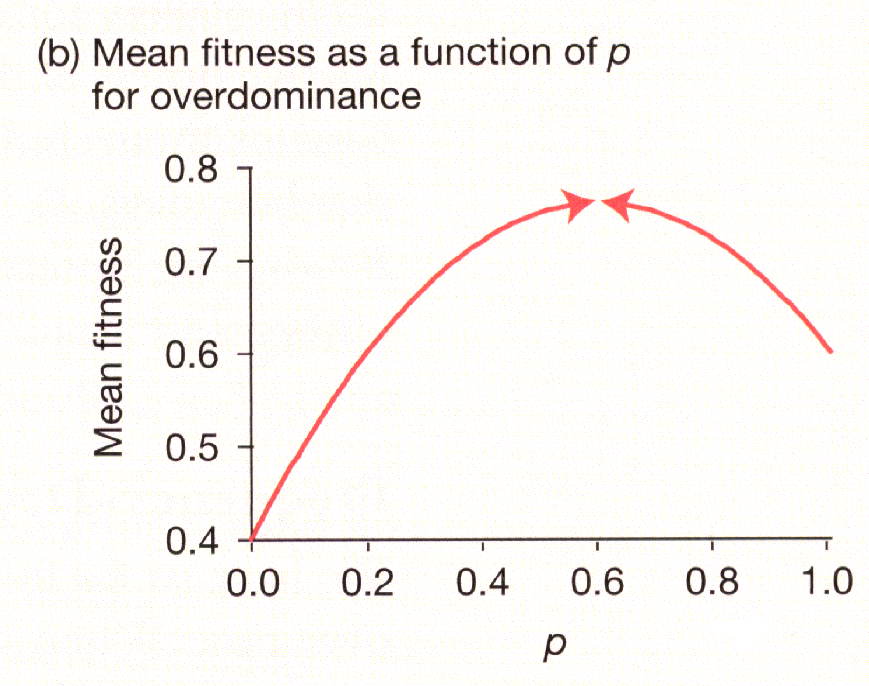 (b) Mean fitness as a function of p
for overdominance
0.8
0.7
0.6
0.5
0.4
Mean fitness
0.0 0.2 0.4 0.6 0.8 1.0
p